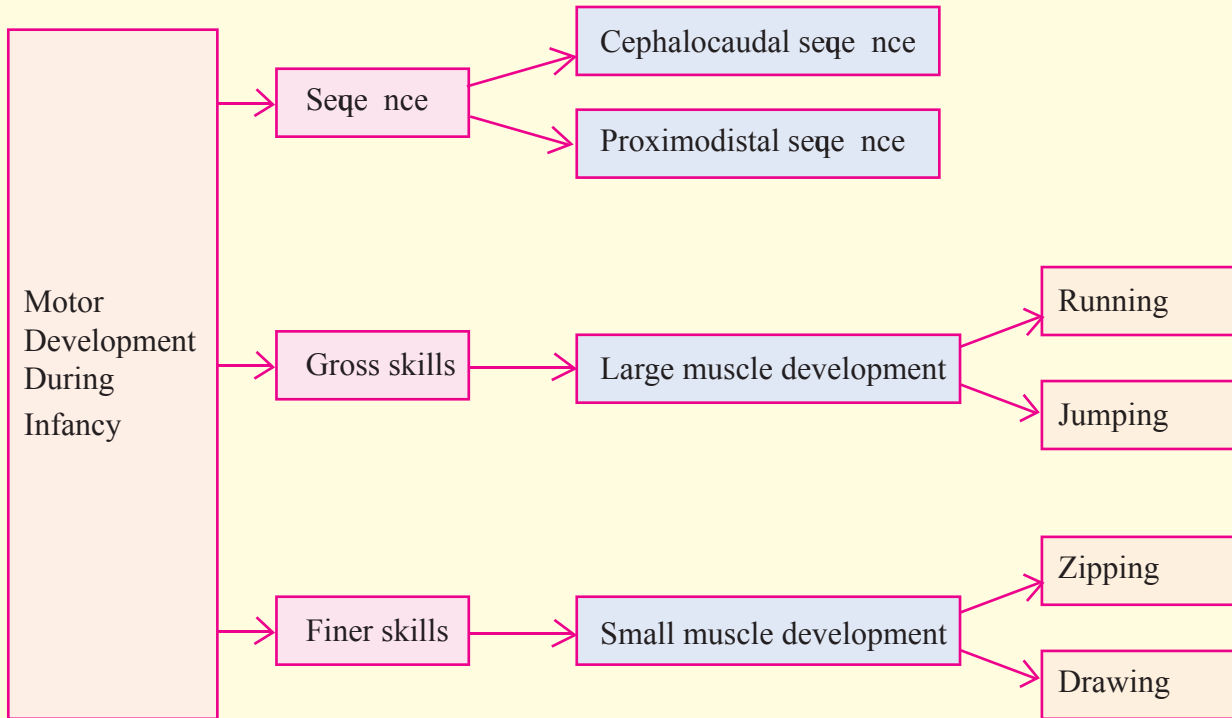 Cephalocaudal seqe nce
Seqe nce
Proximodistal seqe nce
Motor
Development
During
Infancy
Running
Gross skills
Large muscle development
Jumping
Zipping
Finer skills
Small muscle development
Drawing